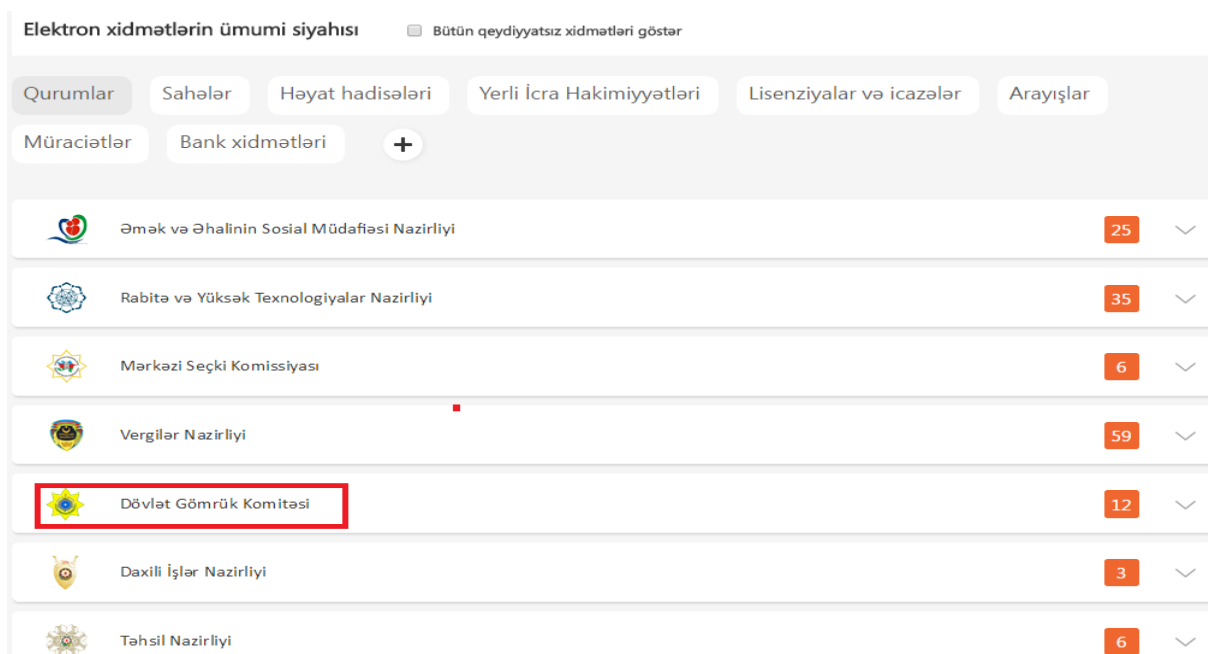 Elektron xidmətlərin ümumi siyahısı Bütün qeydiyyatsız xidmətləri göstər
Qurumlar Sahələr Həyat hadisələri Yerli İcra Hakimiyyətləri Lisenziyalar və icazələr Arayışlar
Müraciətlər Bank xidmətləri +
Əmək və Əhalinin Sosial Müdafiəsi Nazirliyi 25
Rabitə və Yüksək Texnologiyalar Nazirliyi 35
Mərkəzi Seçki Komissiyası 6
Vergilər Nazirliyi 59
Dövlət Gömrük Komitəsi 12
Daxili İşlər Nazirliyi 3
Təhsil Nazirliyi 6